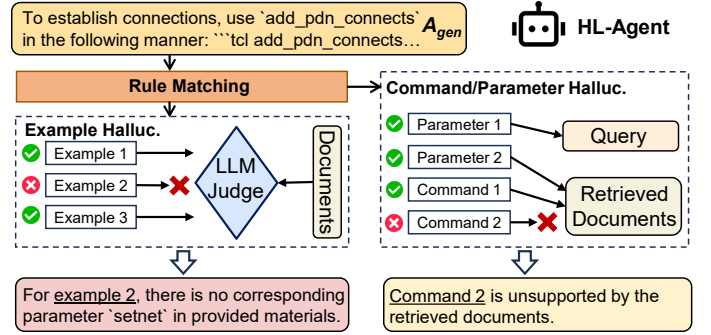 To establish connections, use `add_pdn_connects`
in the following manner: ```tcl add_pdn_connects…
A_gen
HL-Agent
Rule Matching
Example Halluc.
Example 1
Example 2
Example 3
LLM
Judge
Documents
Command/Parameter Halluc.
Parameter 1
Parameter 2
Command 1
Command 2
Query
Retrieved
Documents
For example 2, there is no corresponding
parameter `setnet` in provided materials.
Command 2 is unsupported by the
retrieved documents.